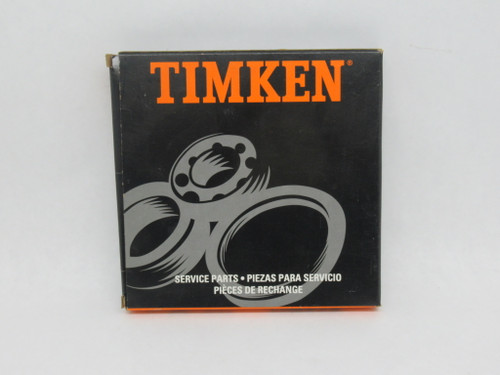 TIMKEN®
SERVICE PARTS • PIEZAS PARA SERVICIO
PIÈCES DE RECHANGE